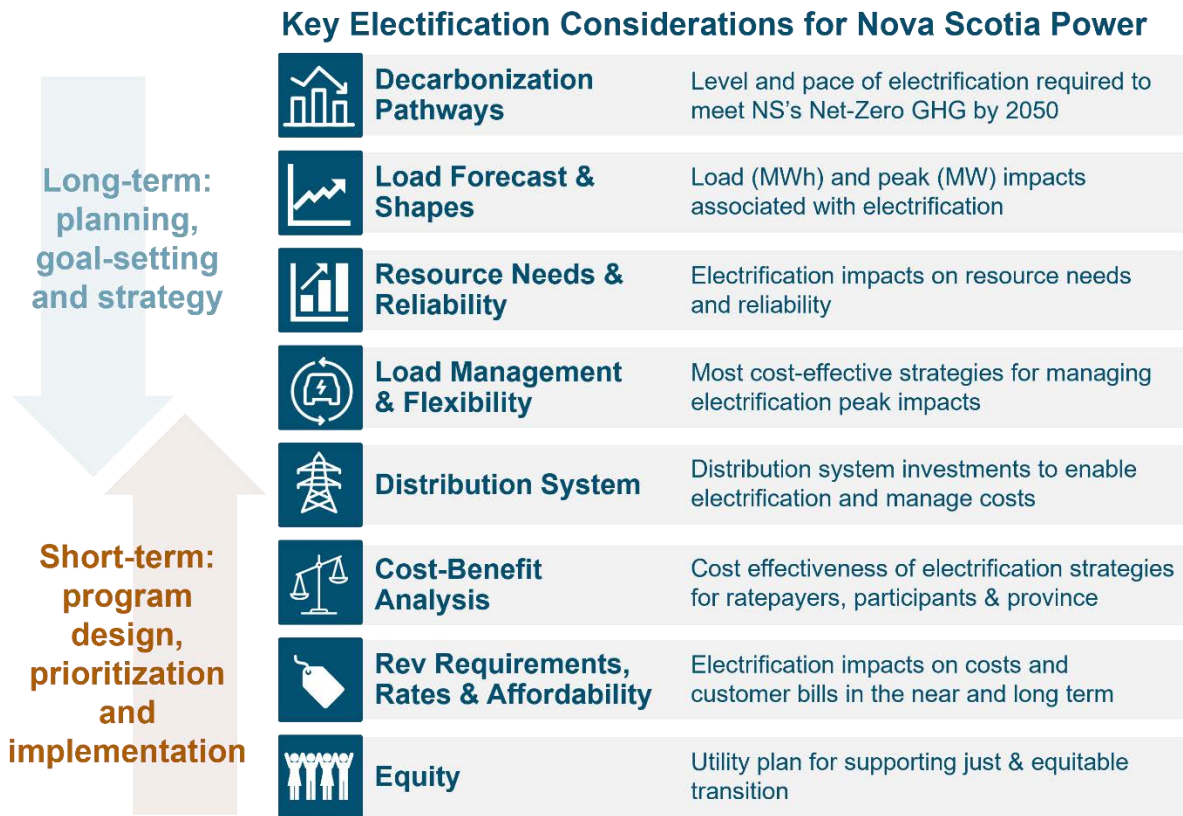 Key Electification Considerations for Nova Scotia Power
Long-term:
planning,
goal-setting
and strategy
Short-term:
program
design,
prioritization
and
implementation
Decarbonization
Pathways
Level and pace of electrification required to
meet NS's Net-Zero GHG by 2050
Load Forecast &
Shapes
Load (MWh) and peak (MW) impacts
associated with electrification
Resource Needs &
Reliability
Electrification impacts on resource needs
and reliability
Load Management
& Flexibility
Most cost-effective strategies for managing
electrification peak impacts
Distribution System
Distribution system investments to enable
electrification and manage costs
Cost-Benefit
Analysis
Cost effectiveness of electrification strategies
for ratepayers, participants & province
Rev Requirements,
Rates & Affordability
Electrification impacts on costs and
customer bills in the near and long term
Equity
Utility plan for supporting just & equitable
transition